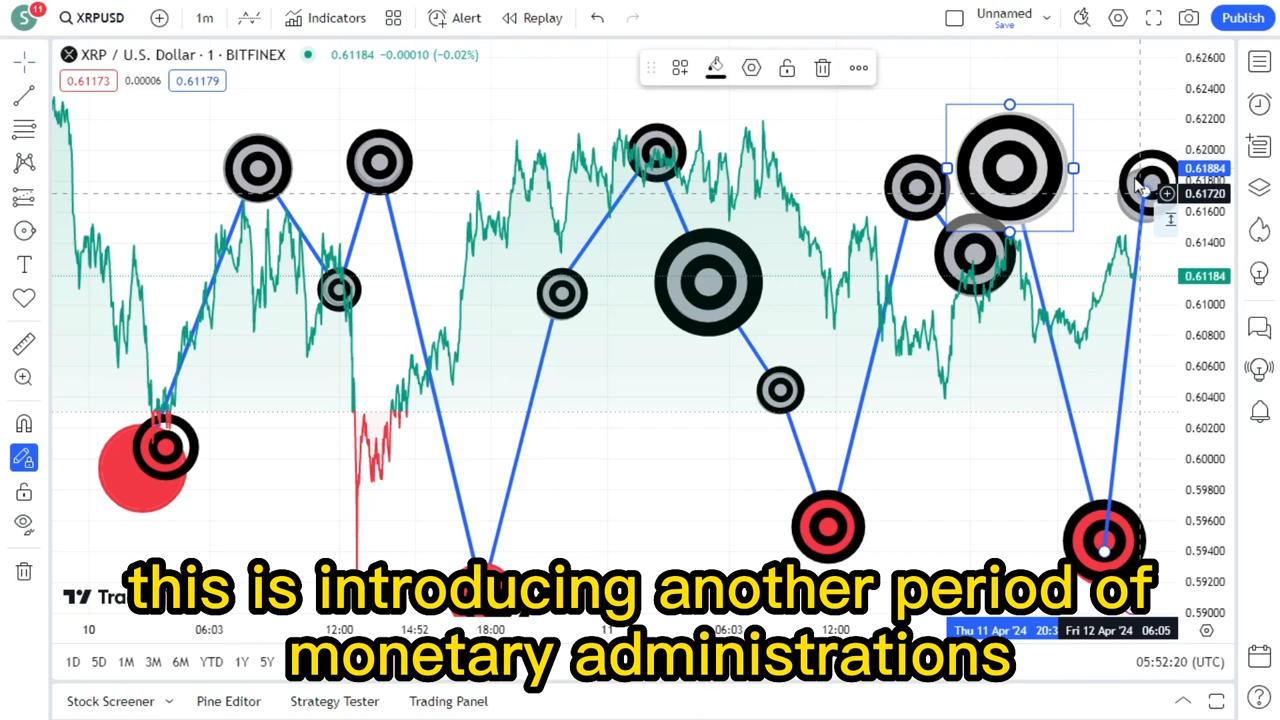 S 11 XRPUSD 1m Indicators Alert Replay Unnamed Save Publish
XRP / U.S. Dollar · 1 · BITFINEX 0.61184 −0.00010 (−0.02%)
0.61173 0.00006 0.61179
0.62600
0.62400
0.62200
0.62000
0.61884
0.61800
0.61720
0.61600
0.61400
0.61184
0.61000
0.60800
0.60600
0.60400
0.60200
0.60000
0.59800
0.59600
0.59400
0.59200
0.59000
this is introducing another period of
monetary administrations
10 06:03 12:00 14:52 18:00 11 06:03 12:00 Thu 11 Apr '24 20:3 Fri 12 Apr '24 06:05
1D 5D 1M 3M 6M YTD 1Y 5Y 05:52:20 (UTC)
Stock Screener Pine Editor Strategy Tester Trading Panel